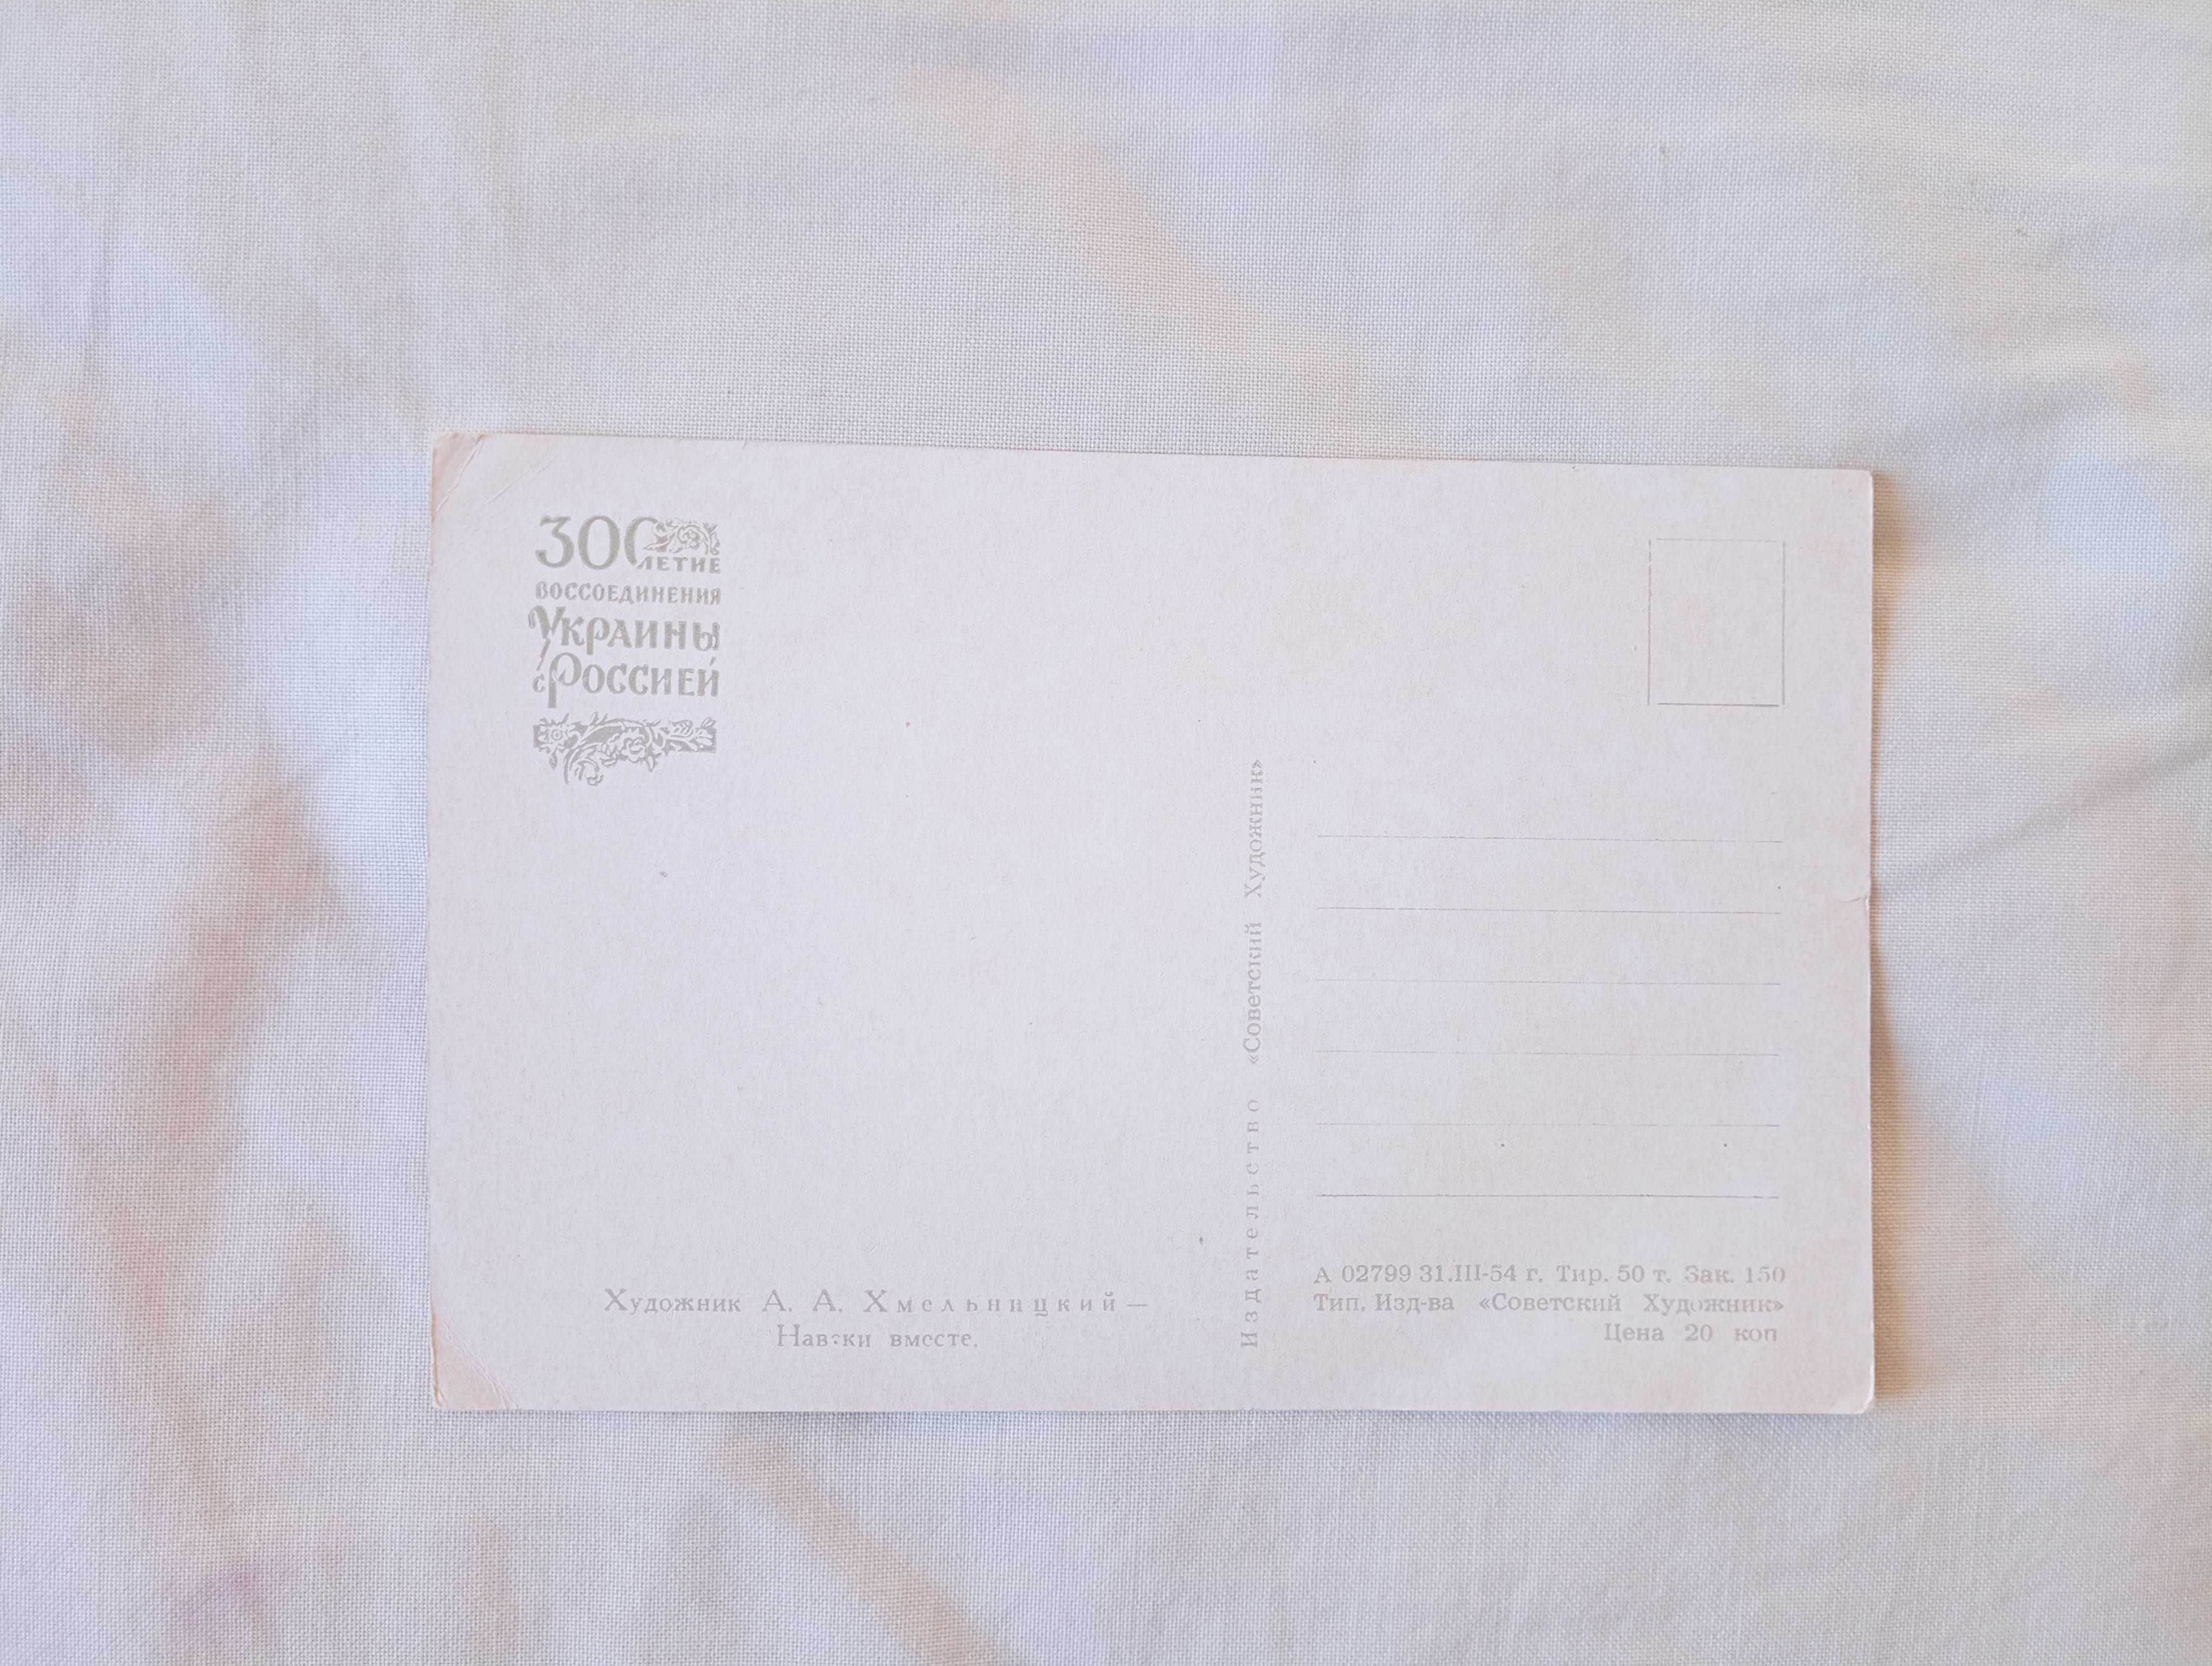 300
ЛЕТИЕ
ВОССОЕДИНЕНИЯ
УКРАИНЫ
с РОССИЕЙ
Издательство «Советский Художник»
Художник А. А. Хмельницкий —
Навеки вместе.
А 02799 31.III-54 г. Тир. 50 т. Зак. 150
Тип. Изд-ва «Советский Художник»
Цена 20 коп